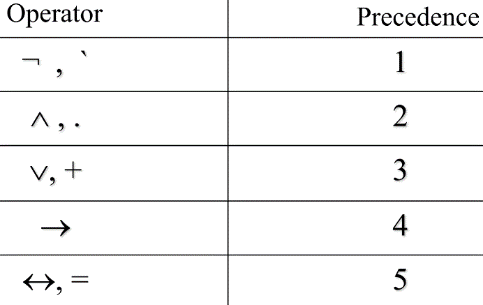 Operator Precedence
¬ , ` 1
∧ , . 2
∨, + 3
→ 4
↔, = 5